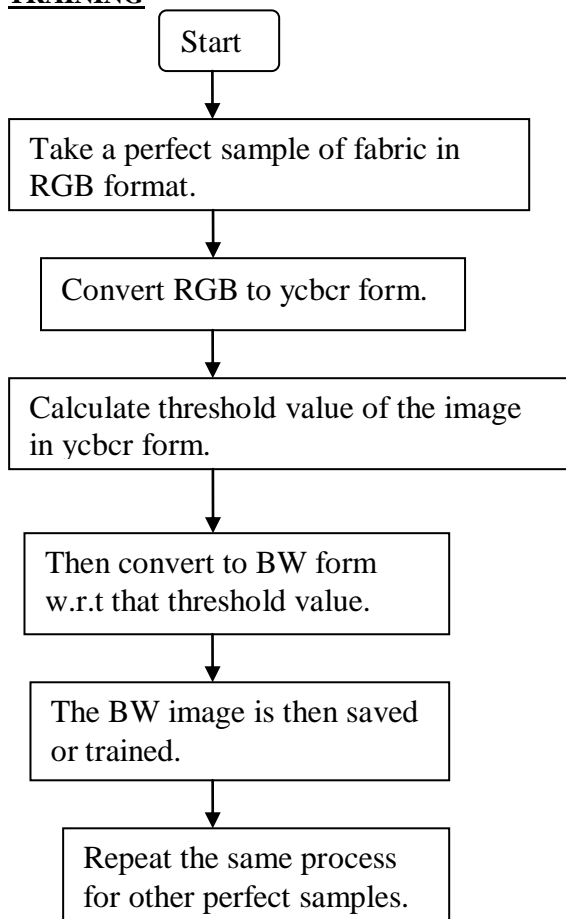 TRAINING
Start
Take a perfect sample of fabric in
RGB format.
Convert RGB to ycbcr form.
Calculate threshold value of the image
in ycbcr form.
Then convert to BW form
w.r.t that threshold value.
The BW image is then saved
or trained.
Repeat the same process
for other perfect samples.